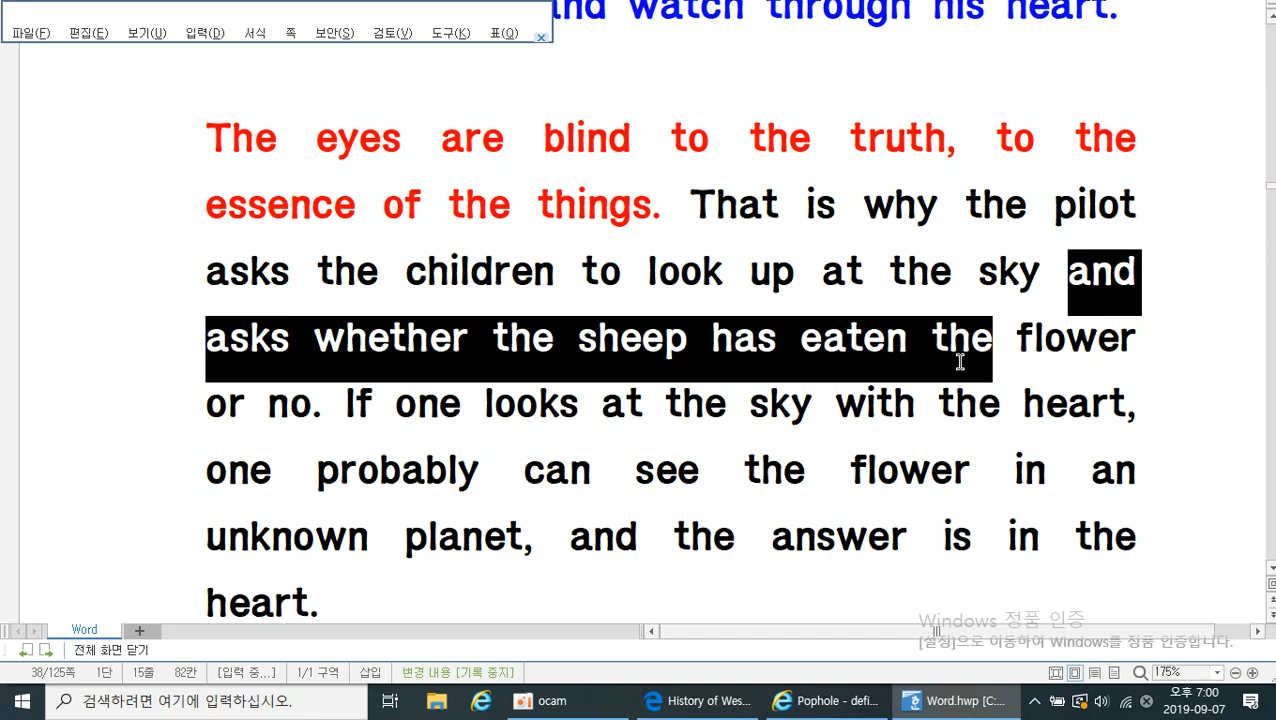 and watch through his heart.
파일(F) 편집(E) 보기(U) 입력(D) 서식 쪽 보안(S) 검토(V) 도구(K) 표(Q)
The eyes are blind to the truth, to the
essence of the things. That is why the pilot
asks the children to look up at the sky and
asks whether the sheep has eaten the flower
or no. If one looks at the sky with the heart,
one probably can see the flower in an
unknown planet, and the answer is in the
heart.
Windows 정품 인증
[설정]으로 이동하여 Windows를 정품 인증합니다.
Word
전체 화면 닫기
38/125쪽 1단 15줄 82칸 [입력 중...] 1/1 구역 삽입 변경 내용 [기록 중지] 175%
검색하려면 여기에 입력하십시오. ocam History of Wes... Pophole - defi... Word.hwp [C:... 오후 7:00
2019-09-07